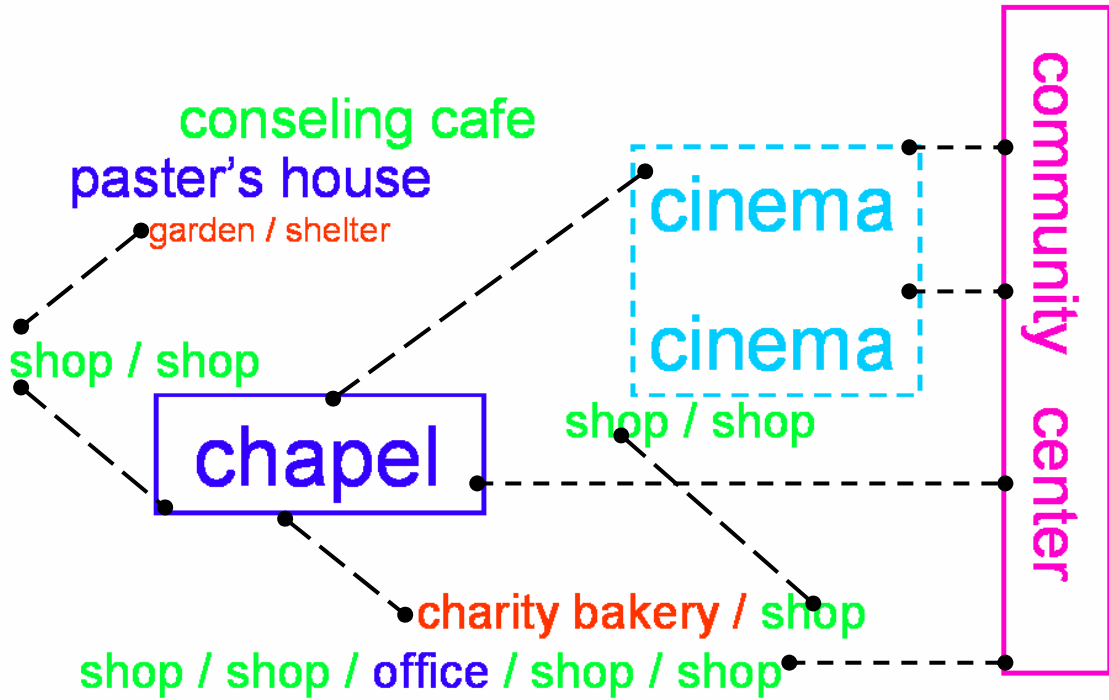 conseling cafe
paster's house
garden / shelter
cinema
cinema
community center
shop / shop
chapel
shop / shop
charity bakery / shop
shop / shop / office / shop / shop